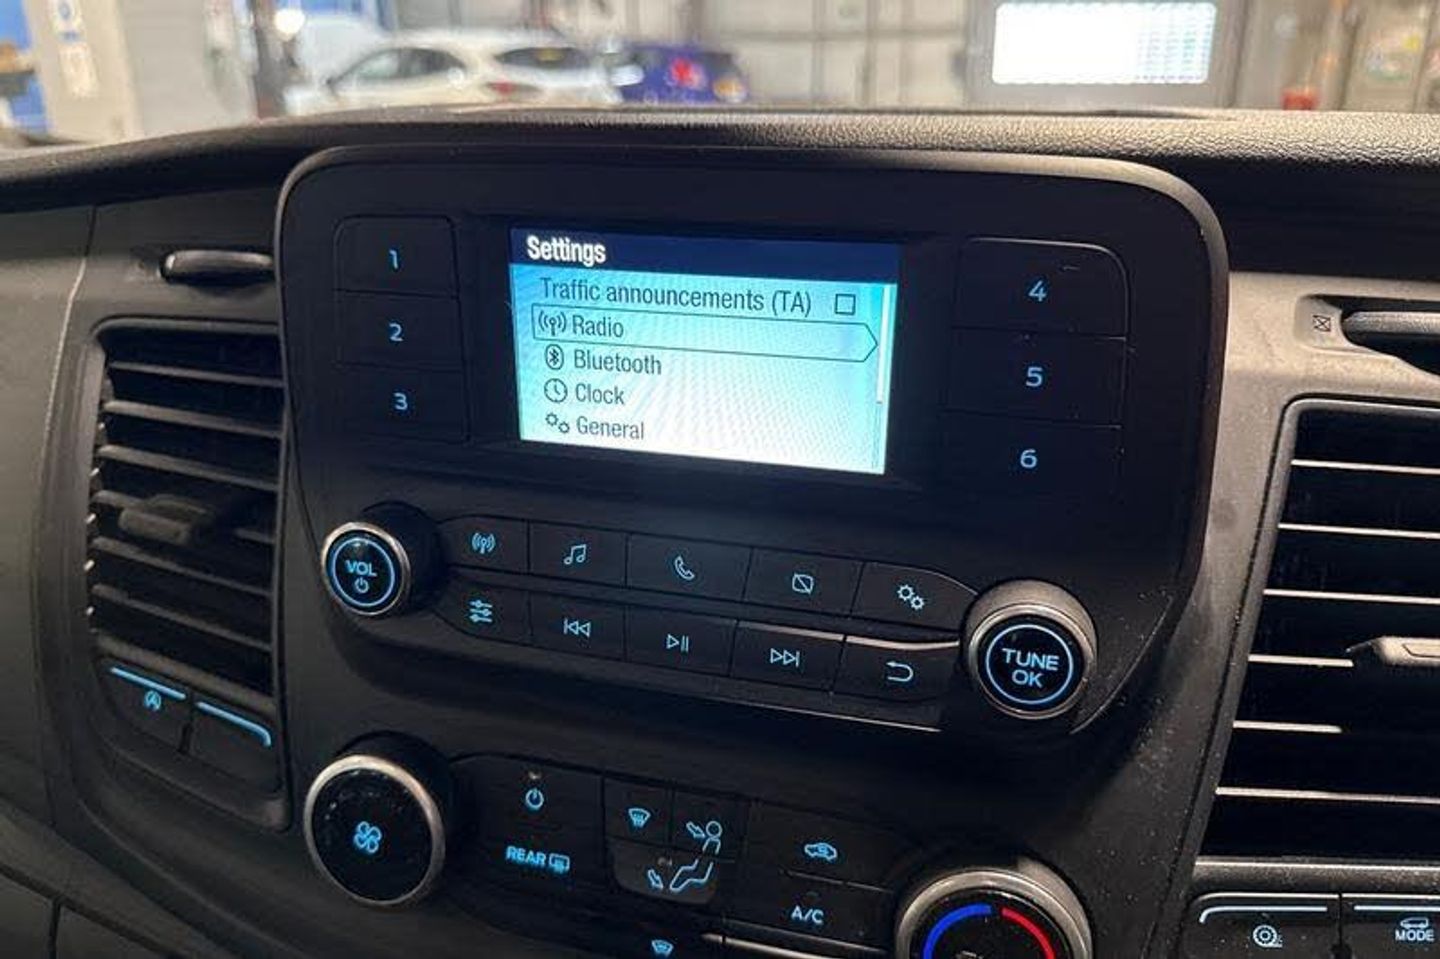 Settings
Traffic announcements (TA)
Radio
Bluetooth
Clock
General
1
2
3
4
5
6
VOL
TUNE
OK
REAR
A/C
MODE